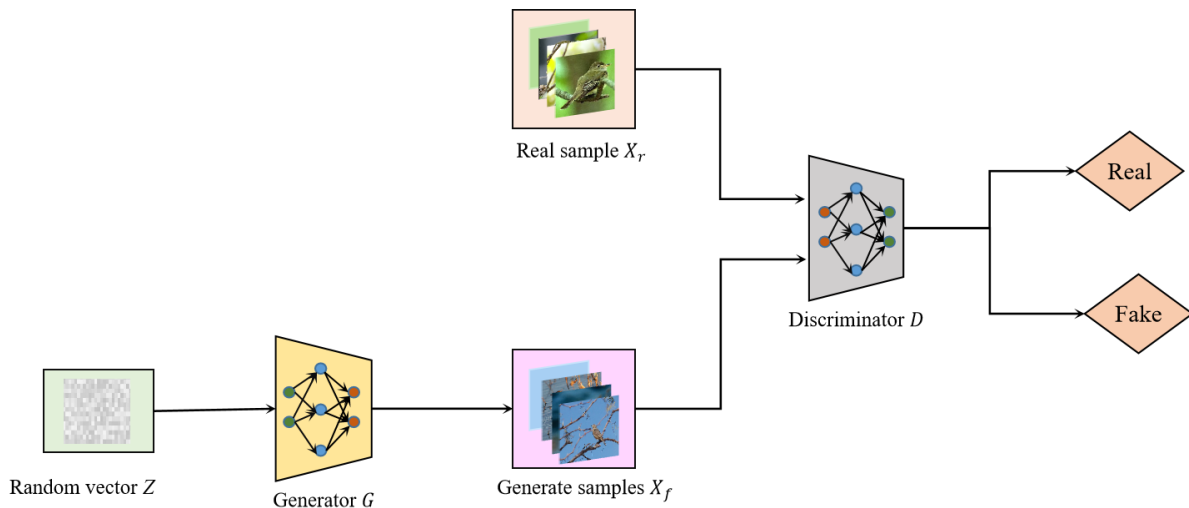 Real sample X_r
Real
Discriminator D
Fake
Random vector Z
Generator G
Generate samples X_f